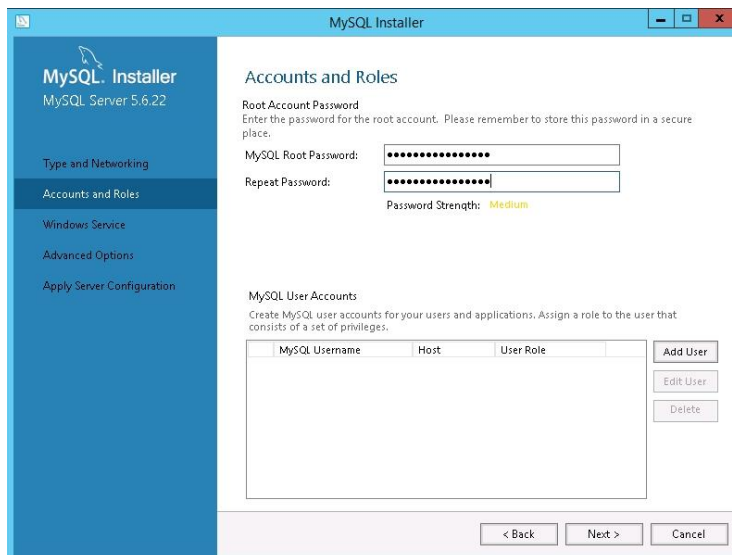 MySQL Installer
MySQL. Installer
MySQL Server 5.6.22
Type and Networking
Accounts and Roles
Windows Service
Advanced Options
Apply Server Configuration
Accounts and Roles
Root Account Password
Enter the password for the root account. Please remember to store this password in a secure
place.
MySQL Root Password: ●●●●●●●●●●●●●●●●
Repeat Password: ●●●●●●●●●●●●●●●●
Password Strength: Medium
MySQL User Accounts
Create MySQL user accounts for your users and applications. Assign a role to the user that
consists of a set of privileges.
MySQL Username Host User Role
Add User
Edit User
Delete
< Back Next > Cancel